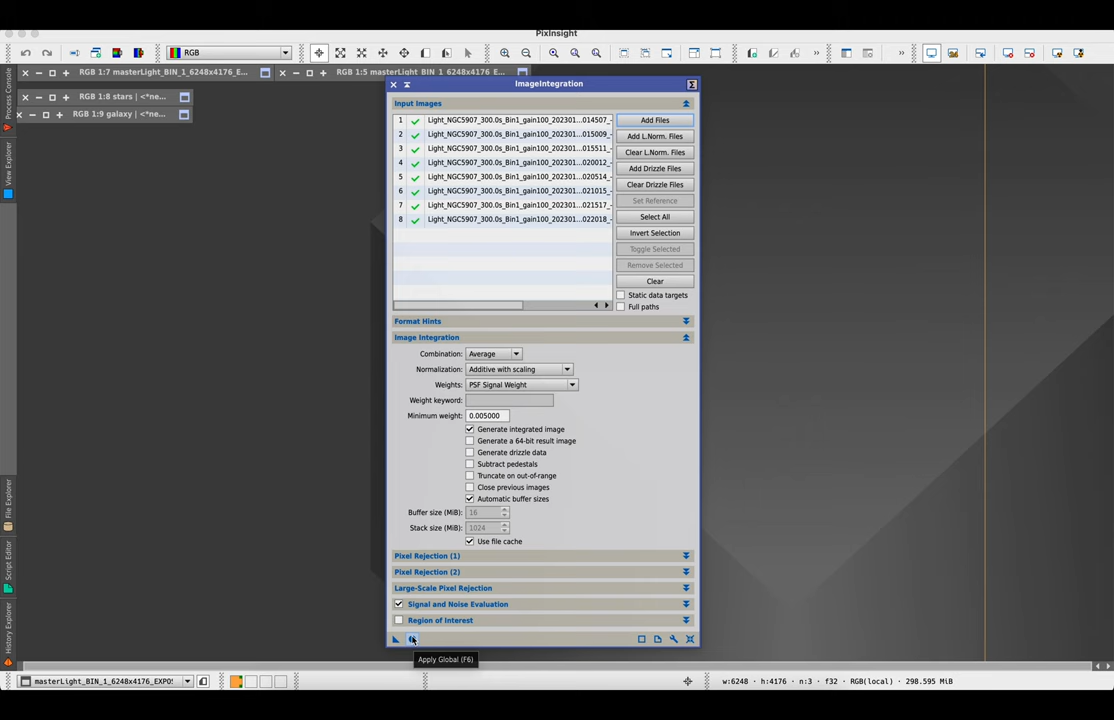 PixInsight
RGB
RGB 1:7 masterLight_BIN_1_6248x4176_E...
RGB 1:5 masterLight_BIN_1_6248x4176_E...
RGB 1:8 stars | <*ne...
RGB 1:9 galaxy | <*ne...
Process Console
View Explorer
File Explorer
Script Editor
History Explorer
ImageIntegration
Input Images
1 Light_NGC5907_300.0s_Bin1_gain100_202301...014507_-
2 Light_NGC5907_300.0s_Bin1_gain100_202301...015009_-
3 Light_NGC5907_300.0s_Bin1_gain100_202301...015511_-
4 Light_NGC5907_300.0s_Bin1_gain100_202301...020012_-
5 Light_NGC5907_300.0s_Bin1_gain100_202301...020514_-
6 Light_NGC5907_300.0s_Bin1_gain100_202301...021015_-
7 Light_NGC5907_300.0s_Bin1_gain100_202301...021517_-
8 Light_NGC5907_300.0s_Bin1_gain100_202301...022018_-
Add Files
Add L.Norm. Files
Clear L.Norm. Files
Add Drizzle Files
Clear Drizzle Files
Set Reference
Select All
Invert Selection
Toggle Selected
Remove Selected
Clear
Static data targets
Full paths
Format Hints
Image Integration
Combination: Average
Normalization: Additive with scaling
Weights: PSF Signal Weight
Weight keyword:
Minimum weight: 0.005000
Generate integrated image
Generate a 64-bit result image
Generate drizzle data
Subtract pedestals
Truncate on out-of-range
Close previous images
Automatic buffer sizes
Buffer size (MiB): 16
Stack size (MiB): 1024
Use file cache
Pixel Rejection (1)
Pixel Rejection (2)
Large-Scale Pixel Rejection
Signal and Noise Evaluation
Region of Interest
Apply Global (F6)
masterLight_BIN_1_6248x4176_EXPO
w:6248 · h:4176 · n:3 · f32 · RGB(local) · 298.595 MiB